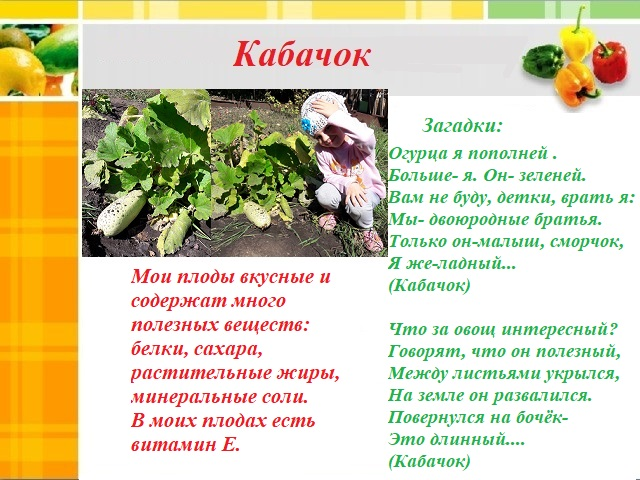 Кабачок
Загадки:
Огурца я пополней .
Больше- я. Он- зеленей.
Вам не буду, детки, врать я:
Мы- двоюродные братья.
Только он-малыш, сморчок,
Я же-ладный...
(Кабачок)
Что за овощ интересный?
Говорят, что он полезный,
Между листьями укрылся,
На земле он развалился.
Повернулся на бочёк-
Это длинный....
(Кабачок)
Мои плоды вкусные и
содержат много
полезных веществ:
белки, сахара,
растительные жиры,
минеральные соли.
В моих плодах есть
витамин Е.